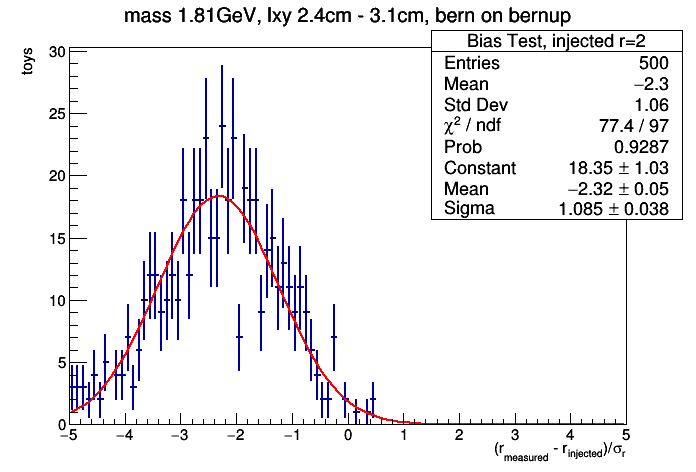 mass 1.81GeV, lxy 2.4cm - 3.1cm, bern on bernup
Bias Test, injected r=2
Entries 500
Mean −2.3
Std Dev 1.06
χ² / ndf 77.4 / 97
Prob 0.9287
Constant 18.35 ± 1.03
Mean −2.32 ± 0.05
Sigma 1.085 ± 0.038
toys
30
25
20
15
10
5
0
−5 −4 −3 −2 −1 0 1 2 3 4 5
(r_measured - r_injected)/σ_r